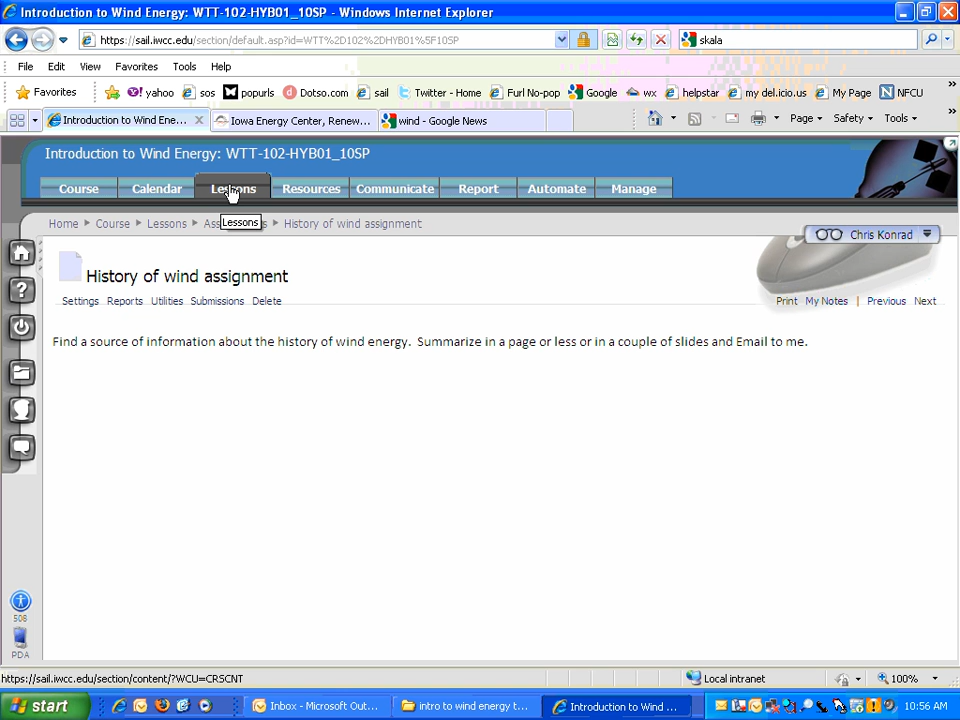 Introduction to Wind Energy: WTT-102-HYB01_10SP - Windows Internet Explorer
https://sail.iwcc.edu/section/default.asp?id=WTT%2D102%2DHYB01%5F10SP skala
File Edit View Favorites Tools Help
Favorites yahoo sos popurls Dotso.com sail Twitter - Home Furl No-pop Google wx helpstar my del.icio.us My Page NFCU
Introduction to Wind Ene... Iowa Energy Center, Renew... wind - Google News Page Safety Tools
Introduction to Wind Energy: WTT-102-HYB01_10SP
Course Calendar Lessons Resources Communicate Report Automate Manage
Home Course Lessons Ass s History of wind assignment
Lessons
Chris Konrad
History of wind assignment
Settings Reports Utilities Submissions Delete
Print My Notes | Previous Next
Find a source of information about the history of wind energy. Summarize in a page or less or in a couple of slides and Email to me.
508
PDA
https://sail.iwcc.edu/section/content/?WCU=CRSCNT Local intranet 100%
start Inbox - Microsoft Out... intro to wind energy t... Introduction to Wind ... 10:56 AM